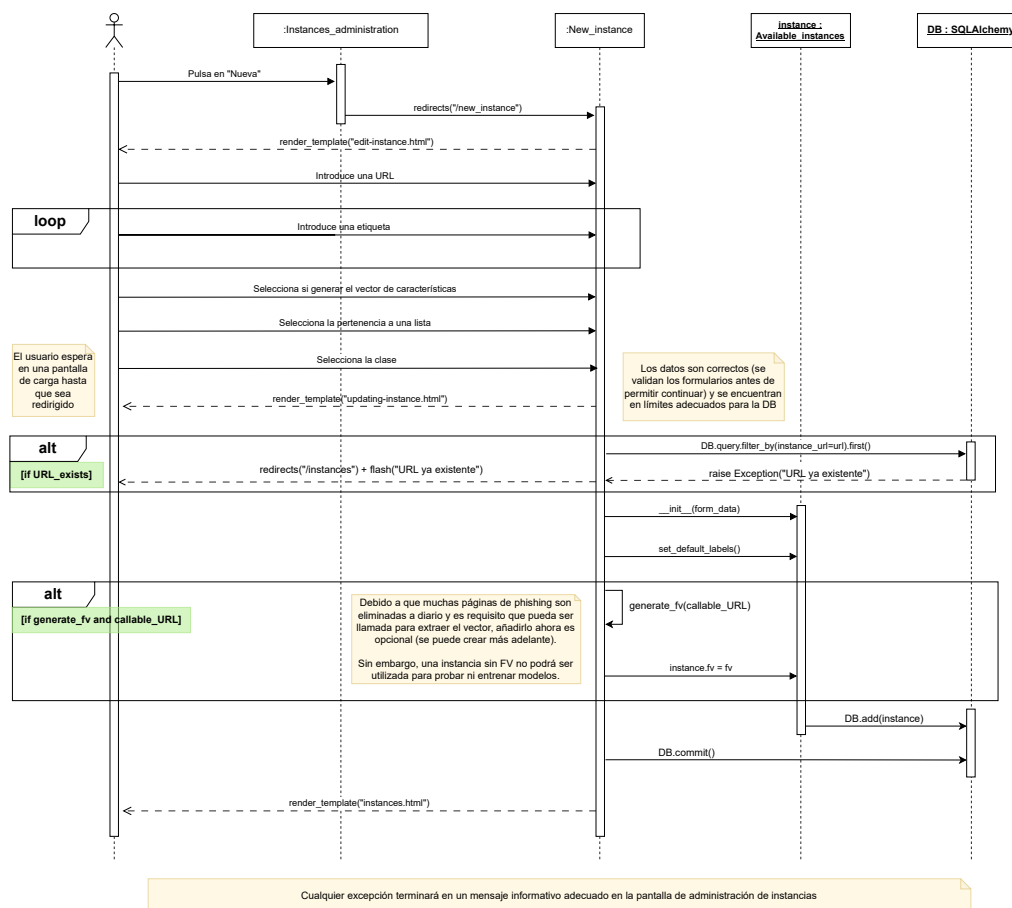 :Instances_administration
:New_instance
instance :
Available_instances
DB : SQLAlchemy
Pulsa en "Nueva"
redirects("/new_instance")
render_template("edit-instance.html")
Introduce una URL
loop
Introduce una etiqueta
Selecciona si generar el vector de características
Selecciona la pertenencia a una lista
El usuario espera
en una pantalla
de carga hasta
que sea
redirigido
Selecciona la clase
Los datos son correctos (se
validan los formularios antes de
permitir continuar) y se encuentran
en límites adecuados para la DB
render_template("updating-instance.html")
alt
[if URL_exists]
DB.query.filter_by(instance_url=url).first()
redirects("/instances") + flash("URL ya existente")
raise Exception("URL ya existente")
__init__(form_data)
set_default_labels()
alt
[if generate_fv and callable_URL]
Debido a que muchas páginas de phishing son
eliminadas a diario y es requisito que pueda ser
llamada para extraer el vector, añadirlo ahora es
opcional (se puede crear más adelante).
Sin embargo, una instancia sin FV no podrá ser
utilizada para probar ni entrenar modelos.
generate_fv(callable_URL)
instance.fv = fv
DB.add(instance)
DB.commit()
render_template("instances.html")
Cualquier excepción terminará en un mensaje informativo adecuado en la pantalla de administración de instancias